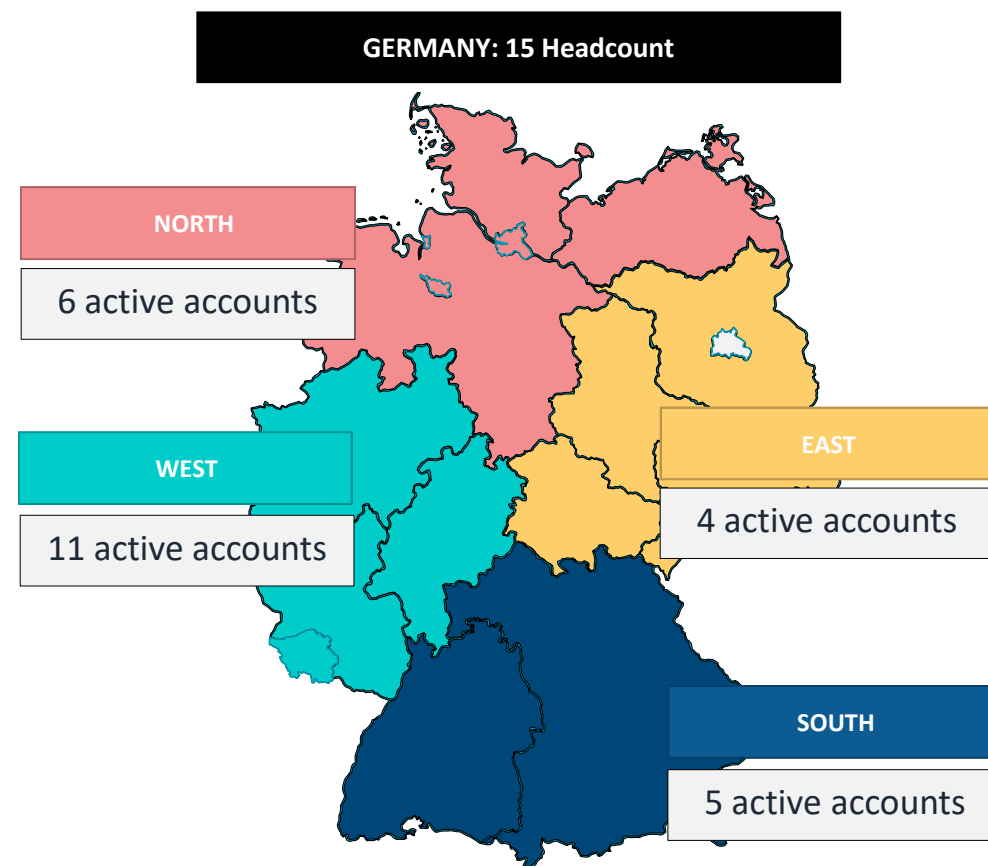 GERMANY: 15 Headcount
NORTH
6 active accounts
WEST
11 active accounts
EAST
4 active accounts
SOUTH
5 active accounts